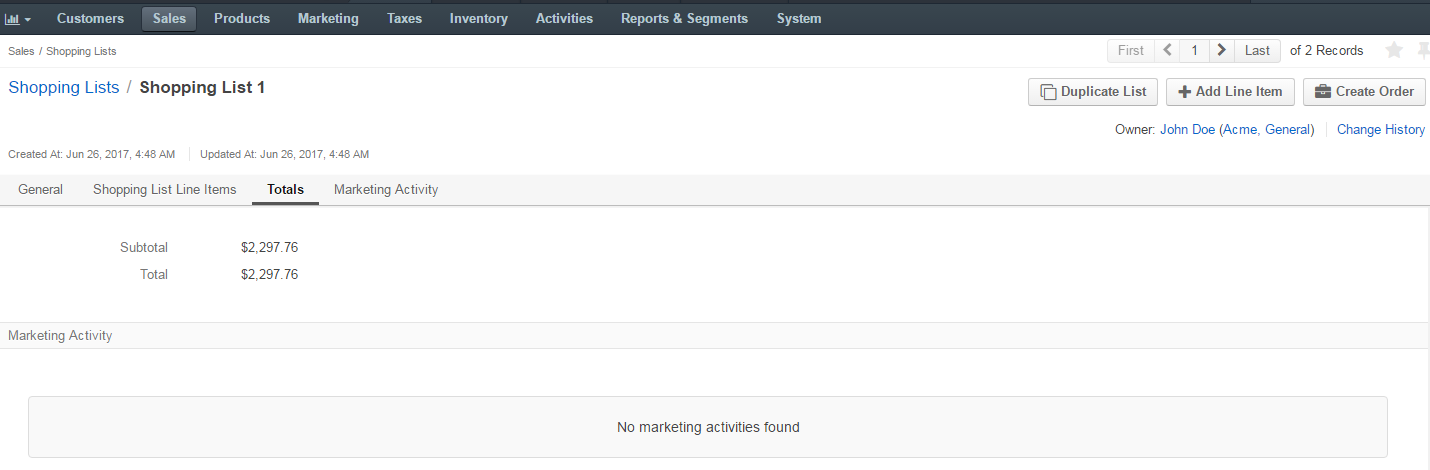 Customers Sales Products Marketing Taxes Inventory Activities Reports & Segments System
Sales / Shopping Lists First 1 Last of 2 Records
Shopping Lists / Shopping List 1 Duplicate List Add Line Item Create Order
Owner: John Doe (Acme, General) Change History
Created At: Jun 26, 2017, 4:48 AM Updated At: Jun 26, 2017, 4:48 AM
General Shopping List Line Items Totals Marketing Activity
Subtotal $2,297.76
Total $2,297.76
Marketing Activity
No marketing activities found